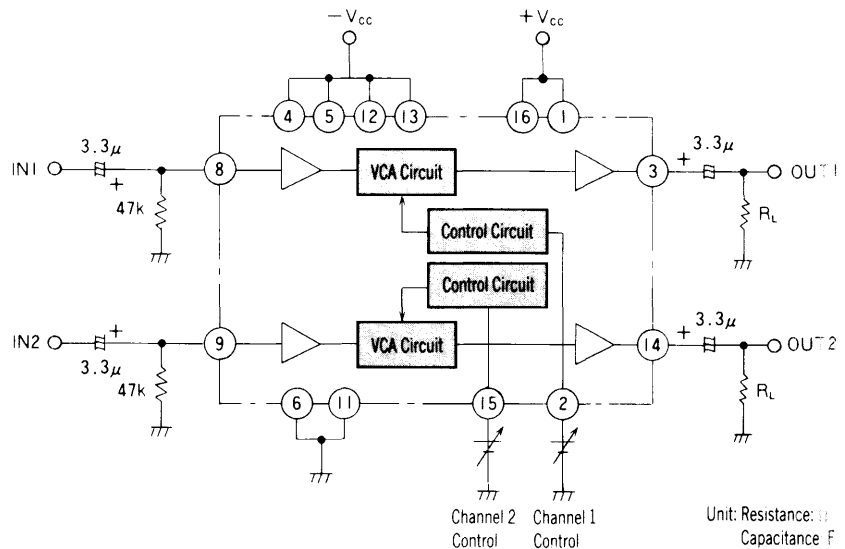 −Vcc
+Vcc
4
5
12
13
16
1
3.3μ
3.3μ
IN1
+
8
VCA Circuit
3
+
OUT1
47k
RL
Control Circuit
Control Circuit
IN2
+
9
VCA Circuit
14
+
3.3μ
OUT2
3.3μ
47k
RL
6
11
15
2
Channel 2
Control
Channel 1
Control
Unit: Resistance:
Capacitance: F